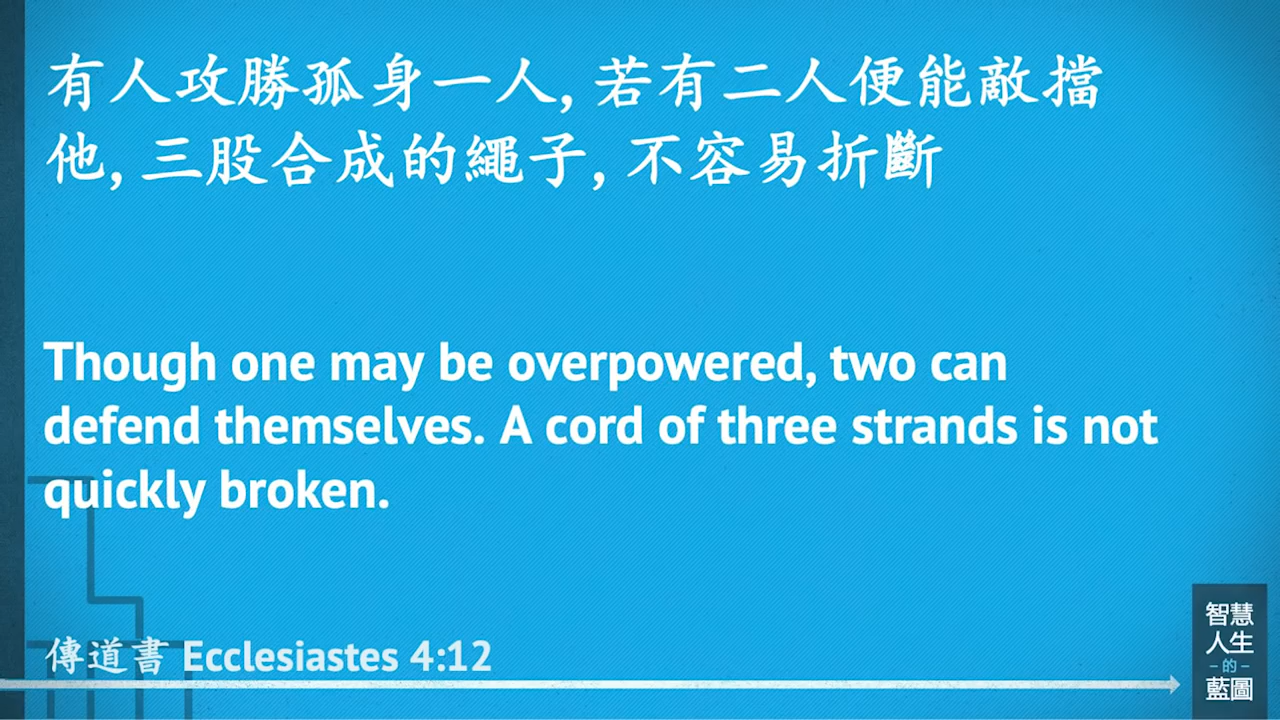 有人攻勝孤身一人, 若有二人便能敵擋
他, 三股合成的繩子, 不容易折斷
Though one may be overpowered, two can
defend themselves. A cord of three strands is not
quickly broken.
傳道書 Ecclesiastes 4:12
智慧
人生
－的－
藍圖